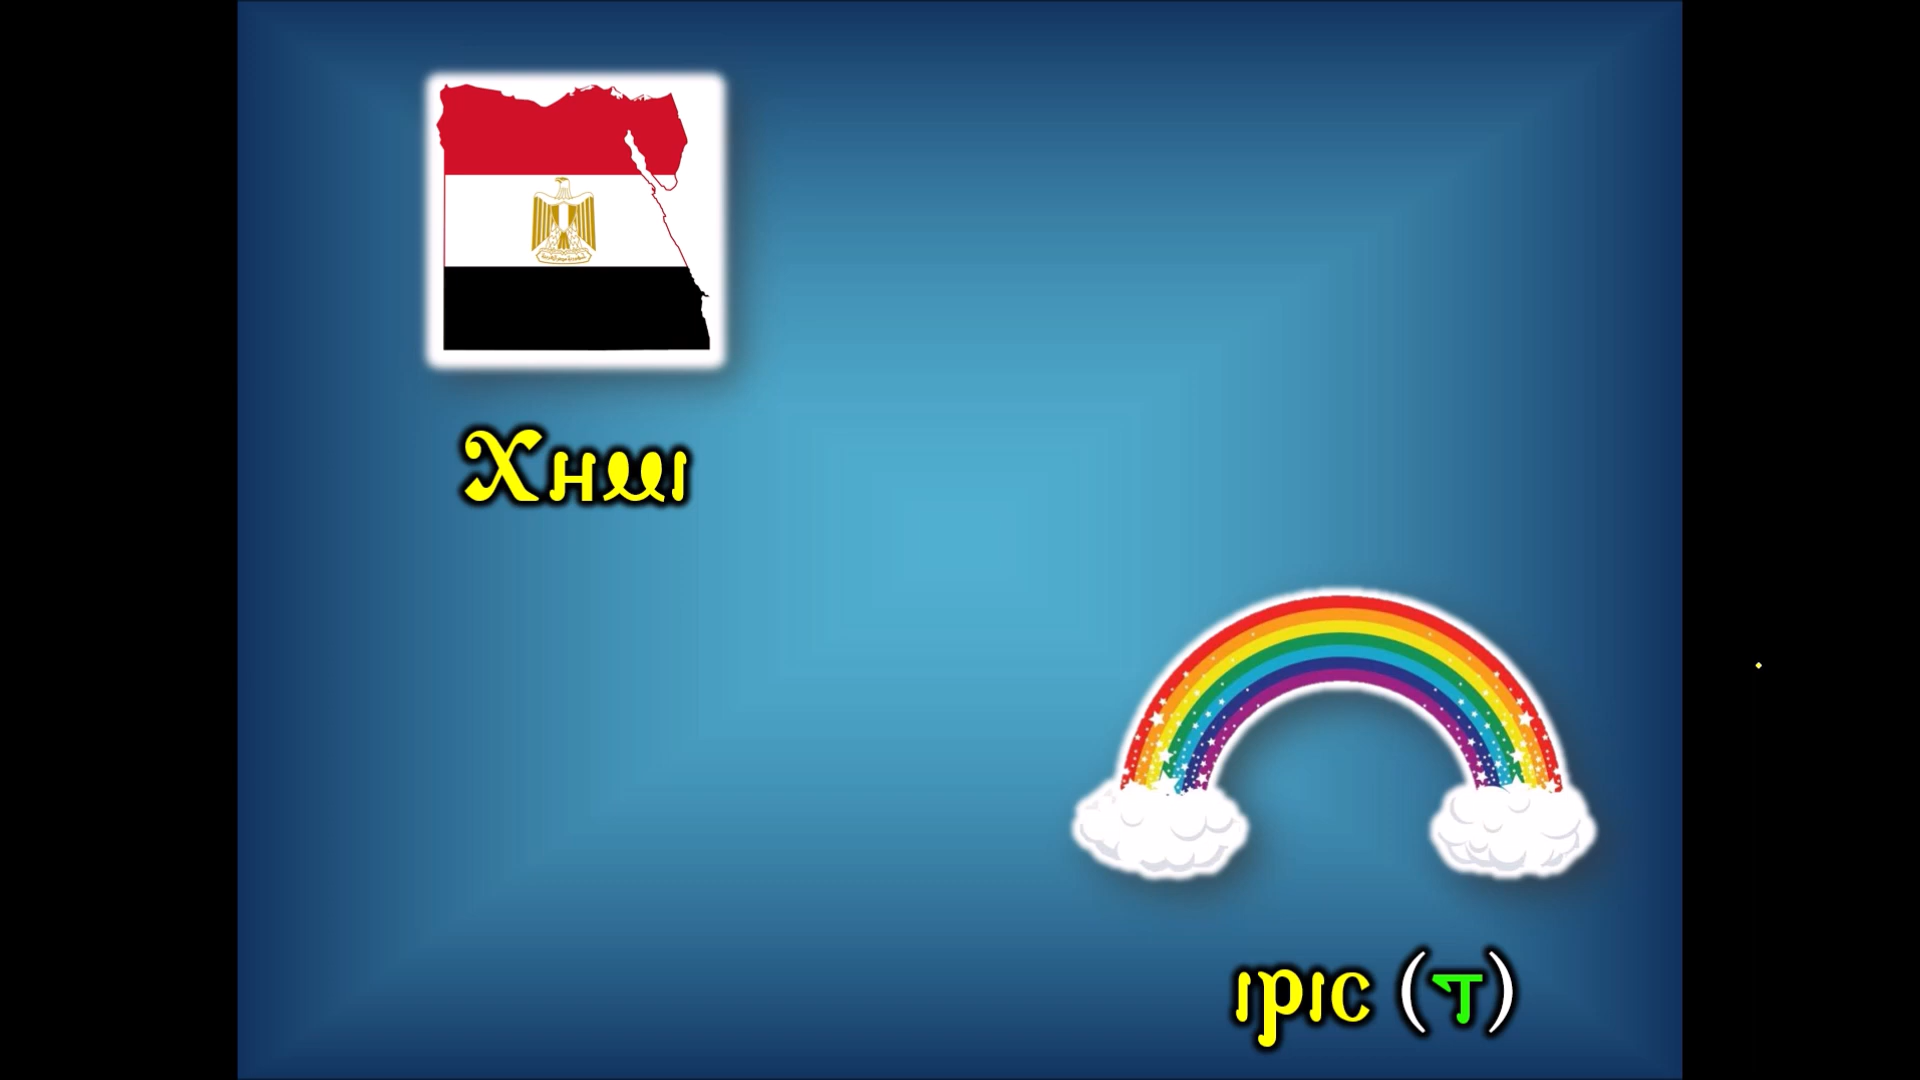 Ⲭⲏⲙⲓ
ⲓⲣⲓⲥ (ⲧ)